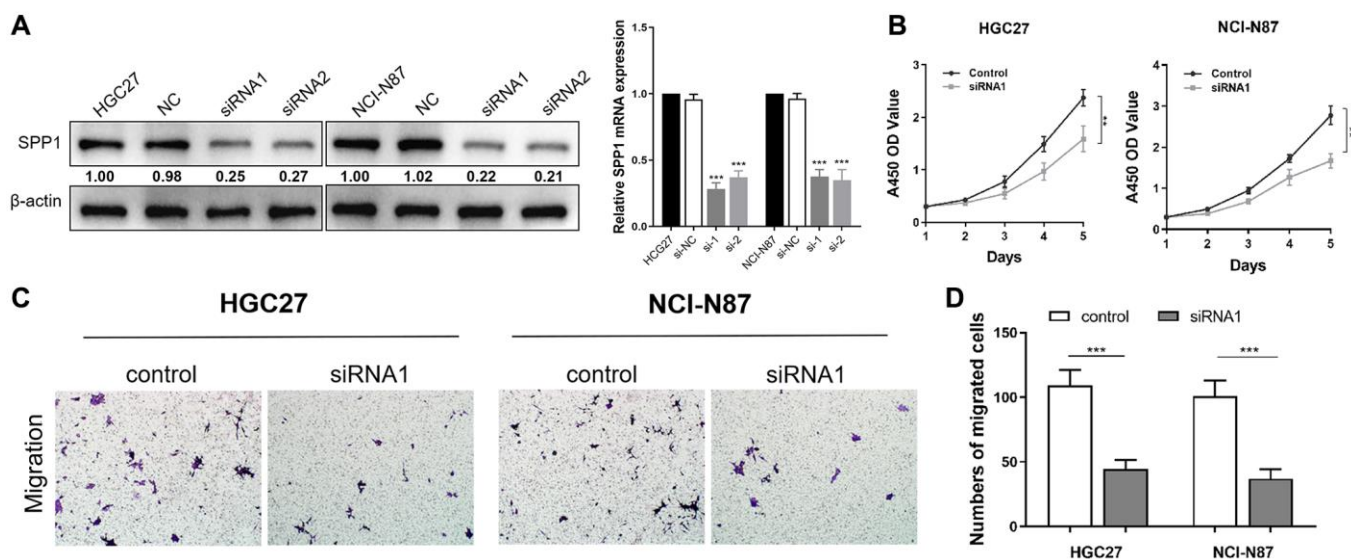 A
HGC27
NC
siRNA1
siRNA2
NCI-N87
NC
siRNA1
siRNA2
SPP1
1.00 0.98 0.25 0.27 1.00 1.02 0.22 0.21
β-actin
Relative SPP1 mRNA expression
1.5
1.0
0.5
0.0
*** *** *** ***
HCG27 si-NC si-1 si-2 NCI-N87 si-NC si-1 si-2
B
HGC27
A450 OD Value
3
2
1
0
Control
siRNA1
**
1 2 3 4 5
Days
NCI-N87
A450 OD Value
4
3
2
1
0
Control
siRNA1
**
1 2 3 4 5
Days
C
HGC27
NCI-N87
control
siRNA1
control
siRNA1
Migration
D
control
siRNA1
Numbers of migrated cells
150
100
50
0
*** ***
HGC27 NCI-N87